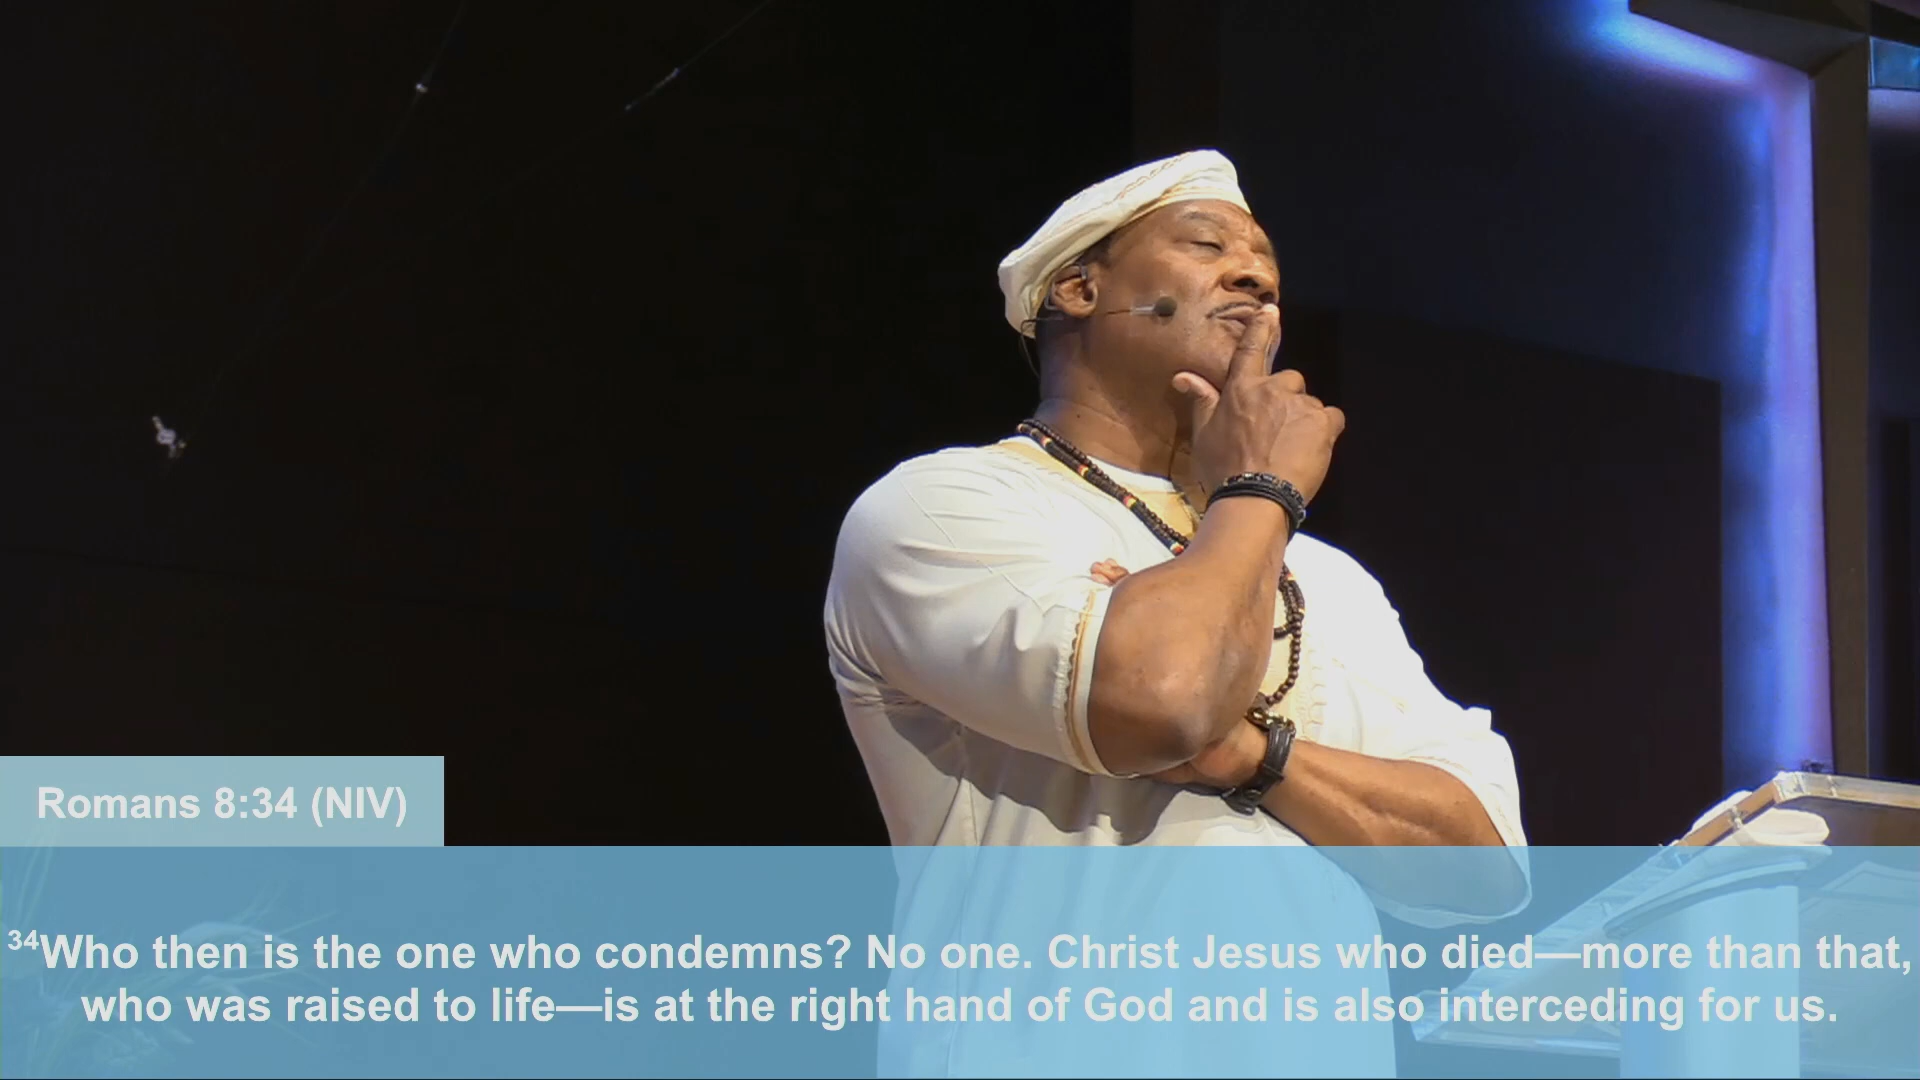 Romans 8:34 (NIV)
³⁴Who then is the one who condemns? No one. Christ Jesus who died—more than that,
who was raised to life—is at the right hand of God and is also interceding for us.